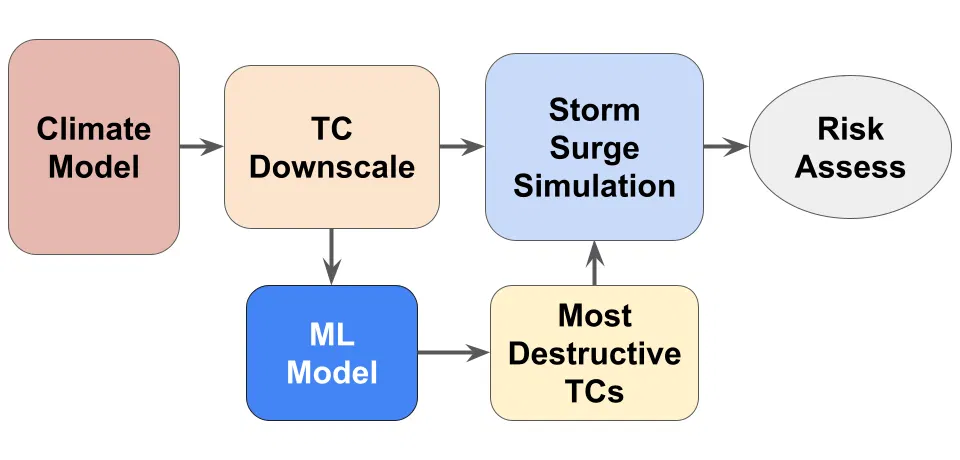 Climate
Model
TC
Downscale
Storm
Surge
Simulation
Risk
Assess
ML
Model
Most
Destructive
TCs